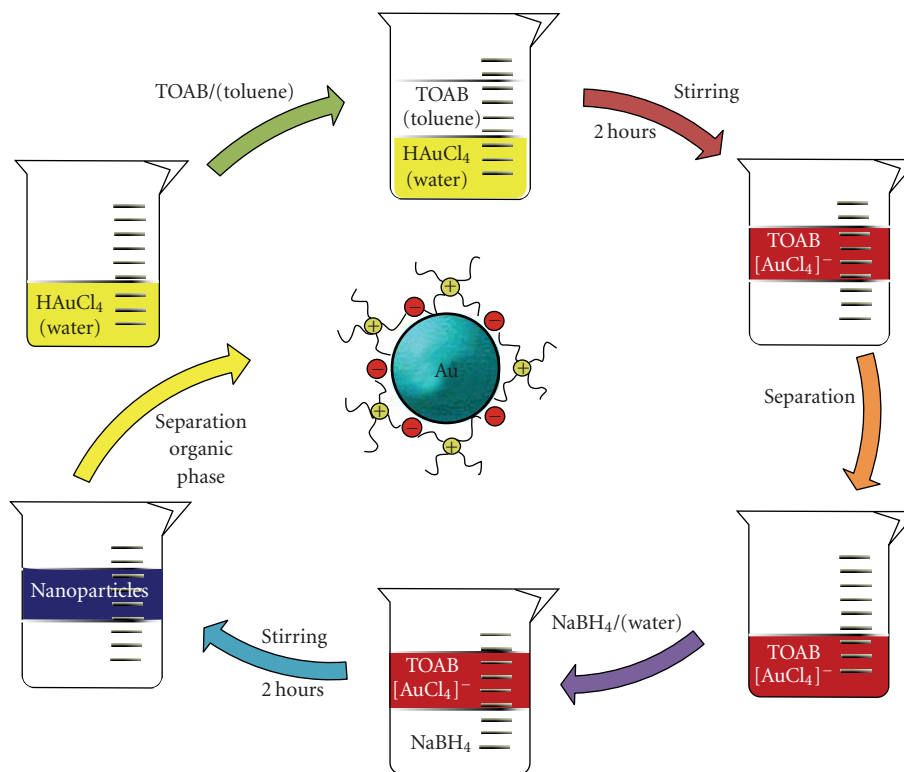 TOAB/(toluene)
TOAB
(toluene)
HAuCl₄
(water)
Stirring
2 hours
HAuCl₄
(water)
TOAB
[AuCl₄]⁻
+
+
+
+
+
+
−
−
−
−
−
−
Au
Separation
Separation
organic
phase
Nanoparticles
Stirring
2 hours
TOAB
[AuCl₄]⁻
NaBH₄
NaBH₄/(water)
TOAB
[AuCl₄]⁻